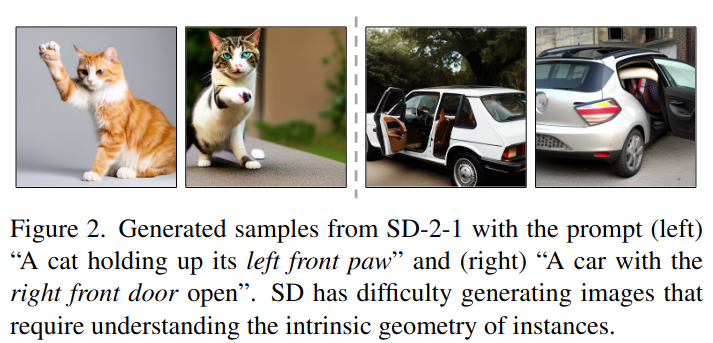 Figure 2. Generated samples from SD-2-1 with the prompt (left)
“A cat holding up its left front paw” and (right) “A car with the
right front door open”. SD has difficulty generating images that
require understanding the intrinsic geometry of instances.